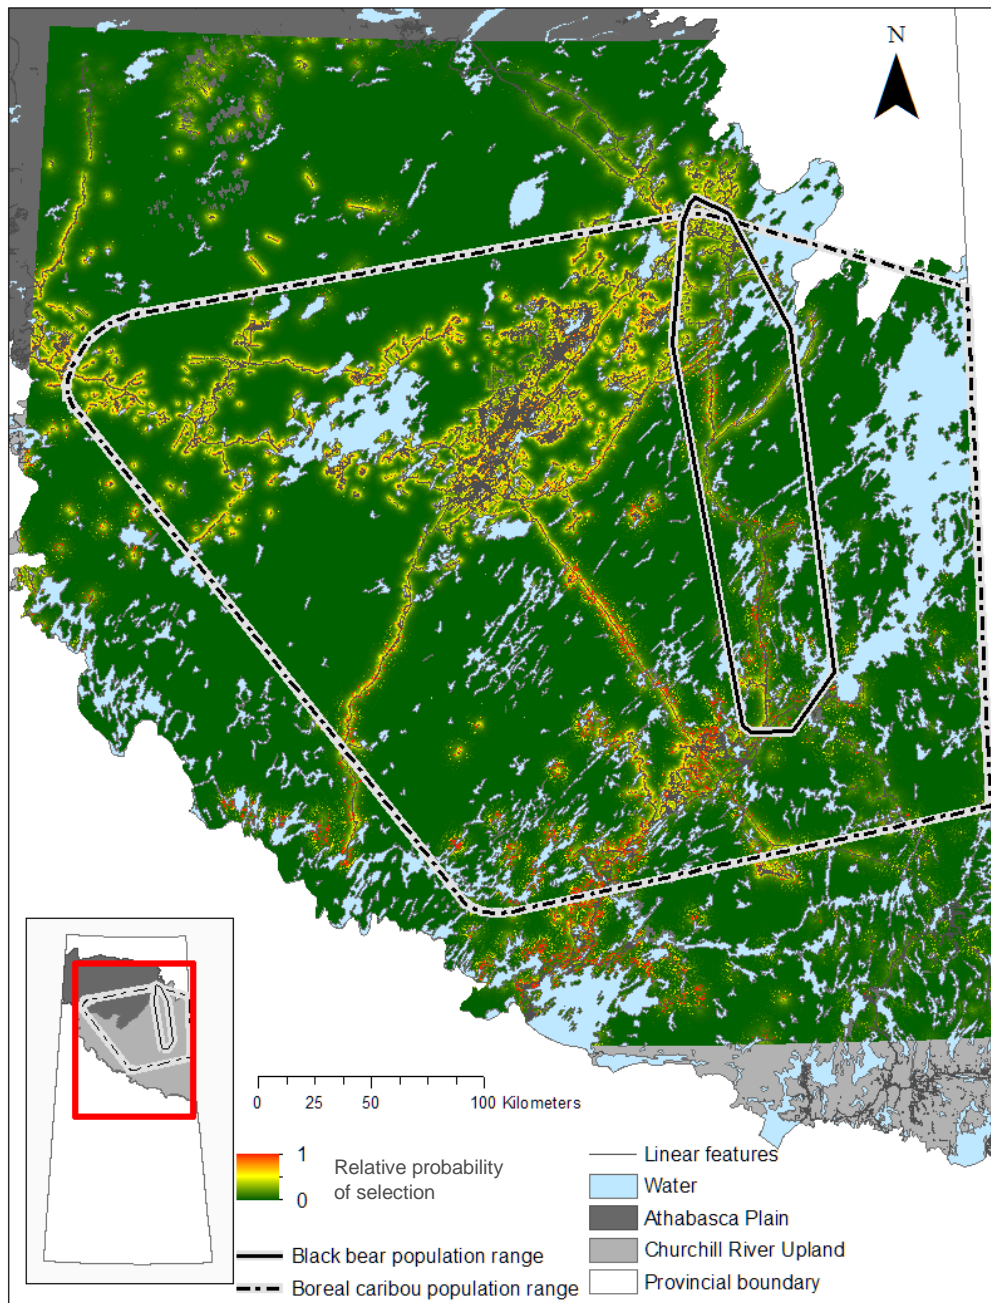 N
0 25 50 100 Kilometers
1
0
Relative probability
of selection
Black bear population range
Boreal caribou population range
Linear features
Water
Athabasca Plain
Churchill River Upland
Provincial boundary